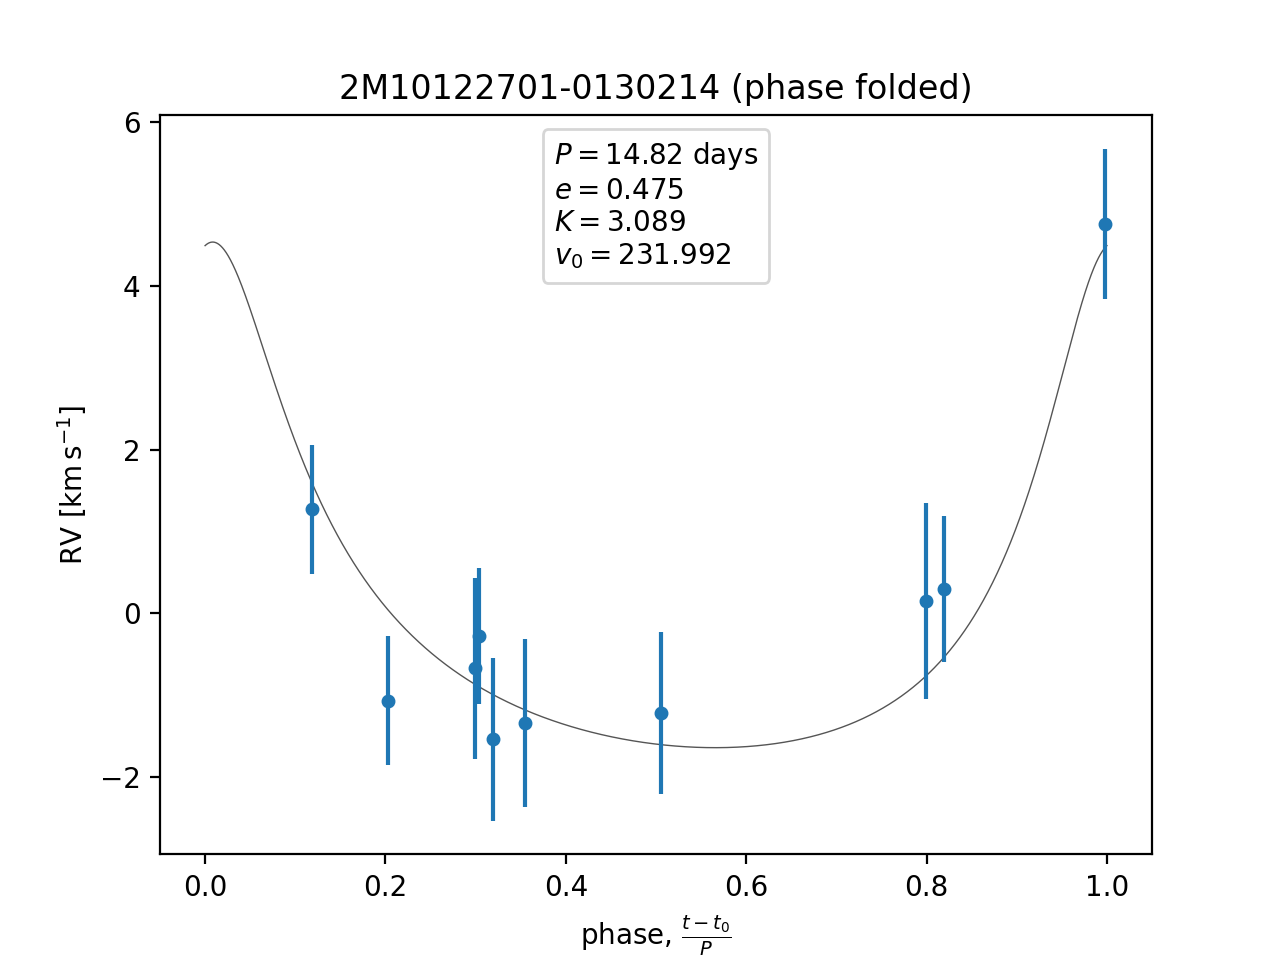 2M10122701-0130214 (phase folded)
P = 14.82 days
e = 0.475
K = 3.089
v₀ = 231.992
6
4
2
0
−2
RV [km s⁻¹]
0.0 0.2 0.4 0.6 0.8 1.0
phase, (t − t₀)/P